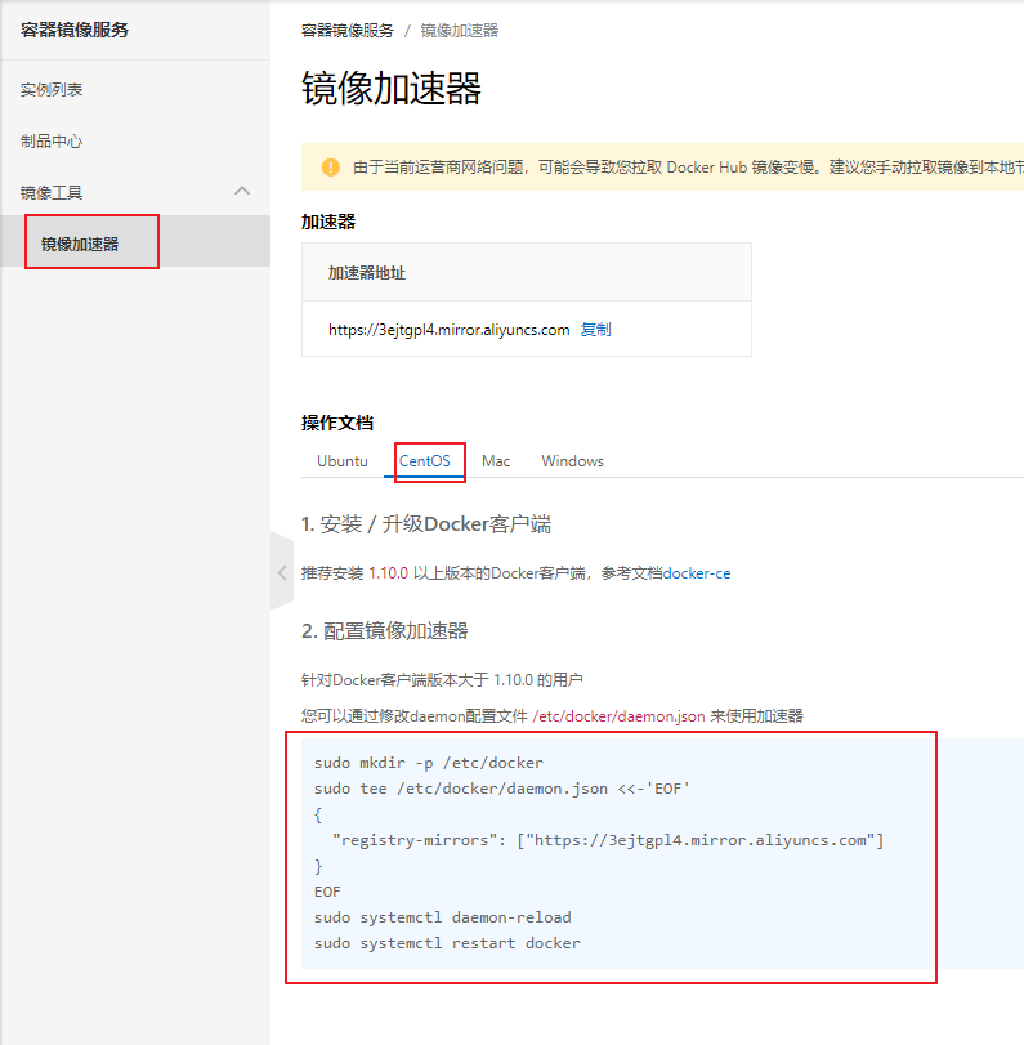 容器镜像服务
实例列表
制品中心
镜像工具
镜像加速器
容器镜像服务 / 镜像加速器
镜像加速器
由于当前运营商网络问题，可能会导致您拉取 Docker Hub 镜像变慢。建议您手动拉取镜像到本地节
加速器
加速器地址
https://3ejtgpl4.mirror.aliyuncs.com 复制
操作文档
Ubuntu CentOS Mac Windows
1. 安装 / 升级Docker客户端
推荐安装 1.10.0 以上版本的Docker客户端，参考文档docker-ce
2. 配置镜像加速器
针对Docker客户端版本大于 1.10.0 的用户
您可以通过修改daemon配置文件 /etc/docker/daemon.json 来使用加速器
sudo mkdir -p /etc/docker
sudo tee /etc/docker/daemon.json <<-'EOF'
{
  "registry-mirrors": ["https://3ejtgpl4.mirror.aliyuncs.com"]
}
EOF
sudo systemctl daemon-reload
sudo systemctl restart docker